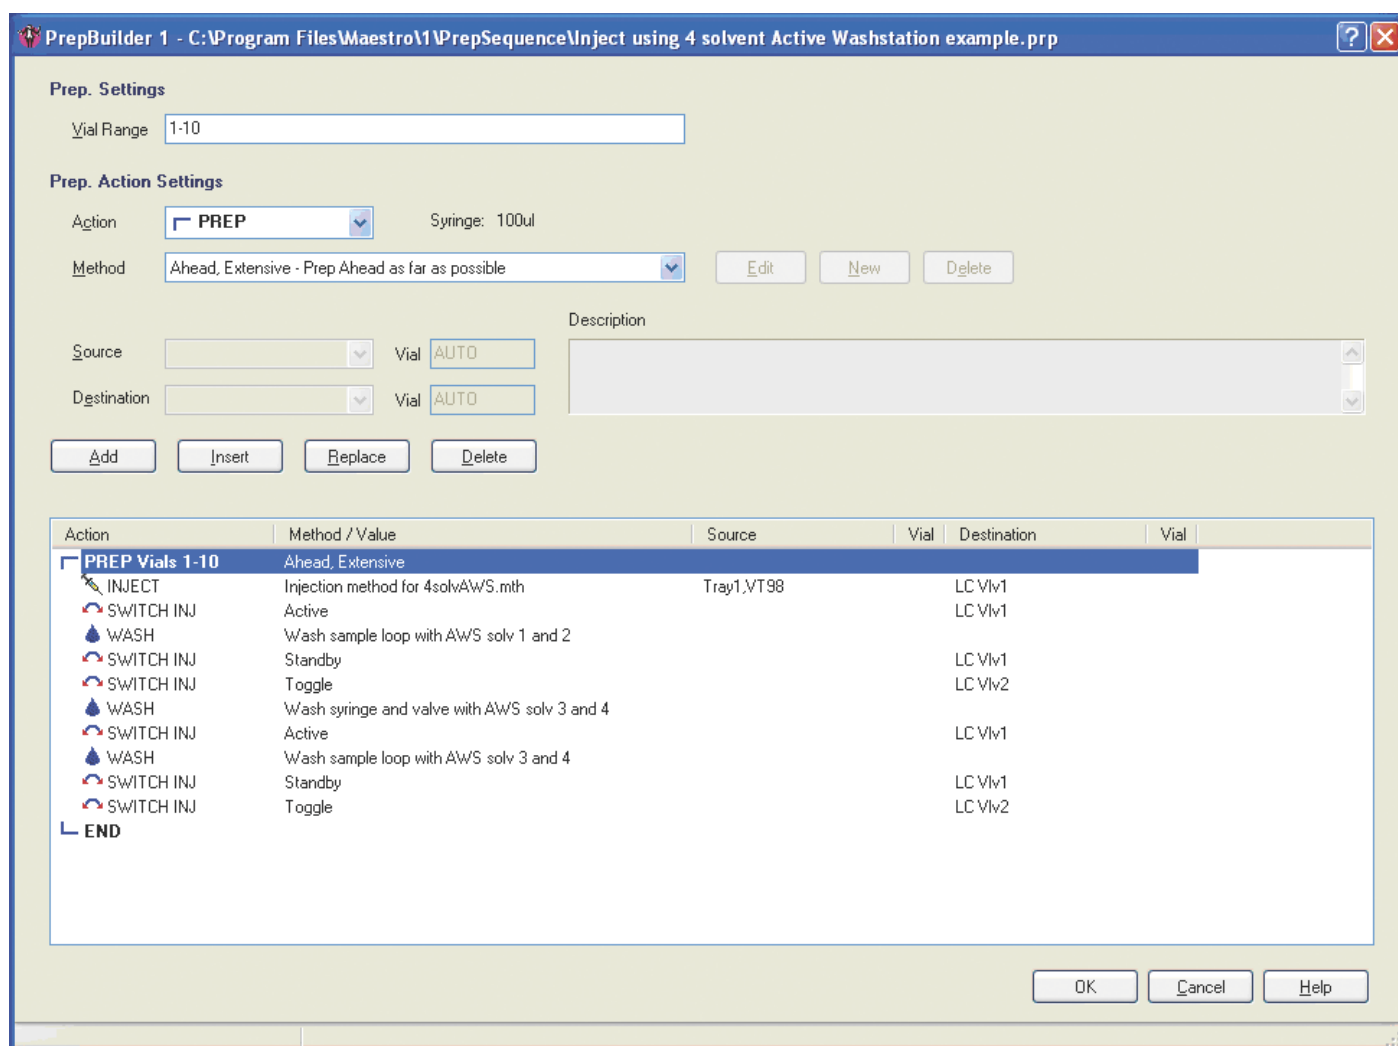 PrepBuilder 1 - C:\Program Files\Maestro\1\PrepSequence\Inject using 4 solvent Active Washstation example.prp
Prep. Settings
Vial Range 1-10
Prep. Action Settings
Action PREP Syringe: 100ul
Method Ahead, Extensive - Prep Ahead as far as possible Edit New Delete
Description
Source Vial AUTO
Destination Vial AUTO
Add Insert Replace Delete
Action Method / Value Source Vial Destination Vial
PREP Vials 1-10 Ahead, Extensive
INJECT Injection method for 4solvAWS.mth Tray1,VT98 LC Vlv1
SWITCH INJ Active LC Vlv1
WASH Wash sample loop with AWS solv 1 and 2
SWITCH INJ Standby LC Vlv1
SWITCH INJ Toggle LC Vlv2
WASH Wash syringe and valve with AWS solv 3 and 4
SWITCH INJ Active LC Vlv1
WASH Wash sample loop with AWS solv 3 and 4
SWITCH INJ Standby LC Vlv1
SWITCH INJ Toggle LC Vlv2
END
OK Cancel Help